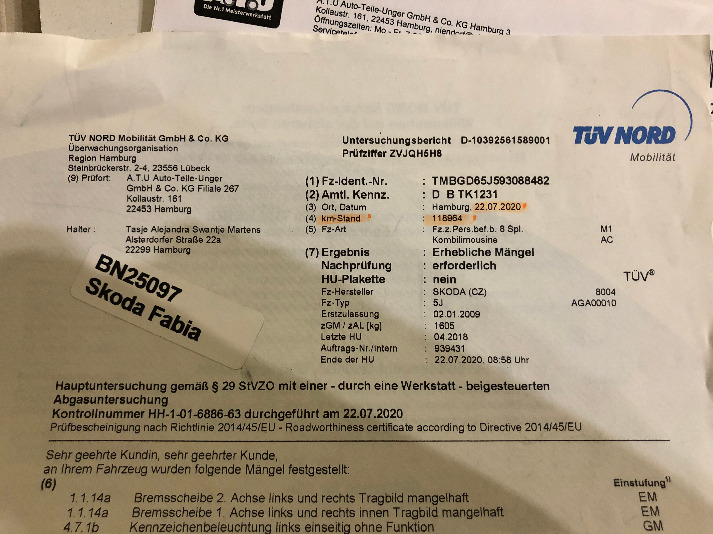 Die Nr.1 Meisterwerkstatt
A.T.U Auto-Teile-Unger GmbH & Co. KG Hamburg 3
Kollaustr. 161, 22453 Hamburg, niendorf
Öffnungszeiten: Mo - Fr
TÜV NORD
Mobilität
TÜV NORD Mobilität GmbH & Co. KG
Überwachungsorganisation
Region Hamburg
Steinbrückerstr. 2-4, 23556 Lübeck
(9) Prüfort: A.T.U Auto-Teile-Unger
GmbH & Co. KG Filiale 267
Kollaustr. 161
22453 Hamburg
Halter : Tasje Alejandra Swantje Martens
Alsterdorfer Straße 22a
22299 Hamburg
BN25097
Skoda Fabia
Untersuchungsbericht D-10392561589001
Prüfziffer ZVJQH5H8
(1) Fz-Ident.-Nr. : TMBGD65J593088482
(2) Amtl. Kennz. : D B TK1231
(3) Ort, Datum : Hamburg, 22.07.2020
(4) km-Stand : 118964
(5) Fz-Art : Fz.z.Pers.bef.b. 8 Spl. M1
Kombilimousine AC
(7) Ergebnis : Erhebliche Mängel
Nachprüfung : erforderlich
HU-Plakette : nein
TÜV®
Fz-Hersteller : SKODA (CZ) 8004
Fz-Typ : 5J AGA00010
Erstzulassung : 02.01.2009
zGM / zAL [kg] : 1605
Letzte HU : 04.2018
Auftrags-Nr./intern : 939431
Ende der HU : 22.07.2020, 08:58 Uhr
Hauptuntersuchung gemäß § 29 StVZO mit einer - durch eine Werkstatt - beigesteuerten
Abgasuntersuchung
Kontrollnummer HH-1-01-6886-63 durchgeführt am 22.07.2020
Prüfbescheinigung nach Richtlinie 2014/45/EU - Roadworthiness certificate according to Directive 2014/45/EU
Sehr geehrte Kundin, sehr geehrter Kunde,
an Ihrem Fahrzeug wurden folgende Mängel festgestellt:
(6) Einstufung¹⁾
1.1.14a Bremsscheibe 2. Achse links und rechts Tragbild mangelhaft EM
1.1.14a Bremsscheibe 1. Achse links und rechts innen Tragbild mangelhaft EM
4.7.1b Kennzeichenbeleuchtung links einseitig ohne Funktion GM